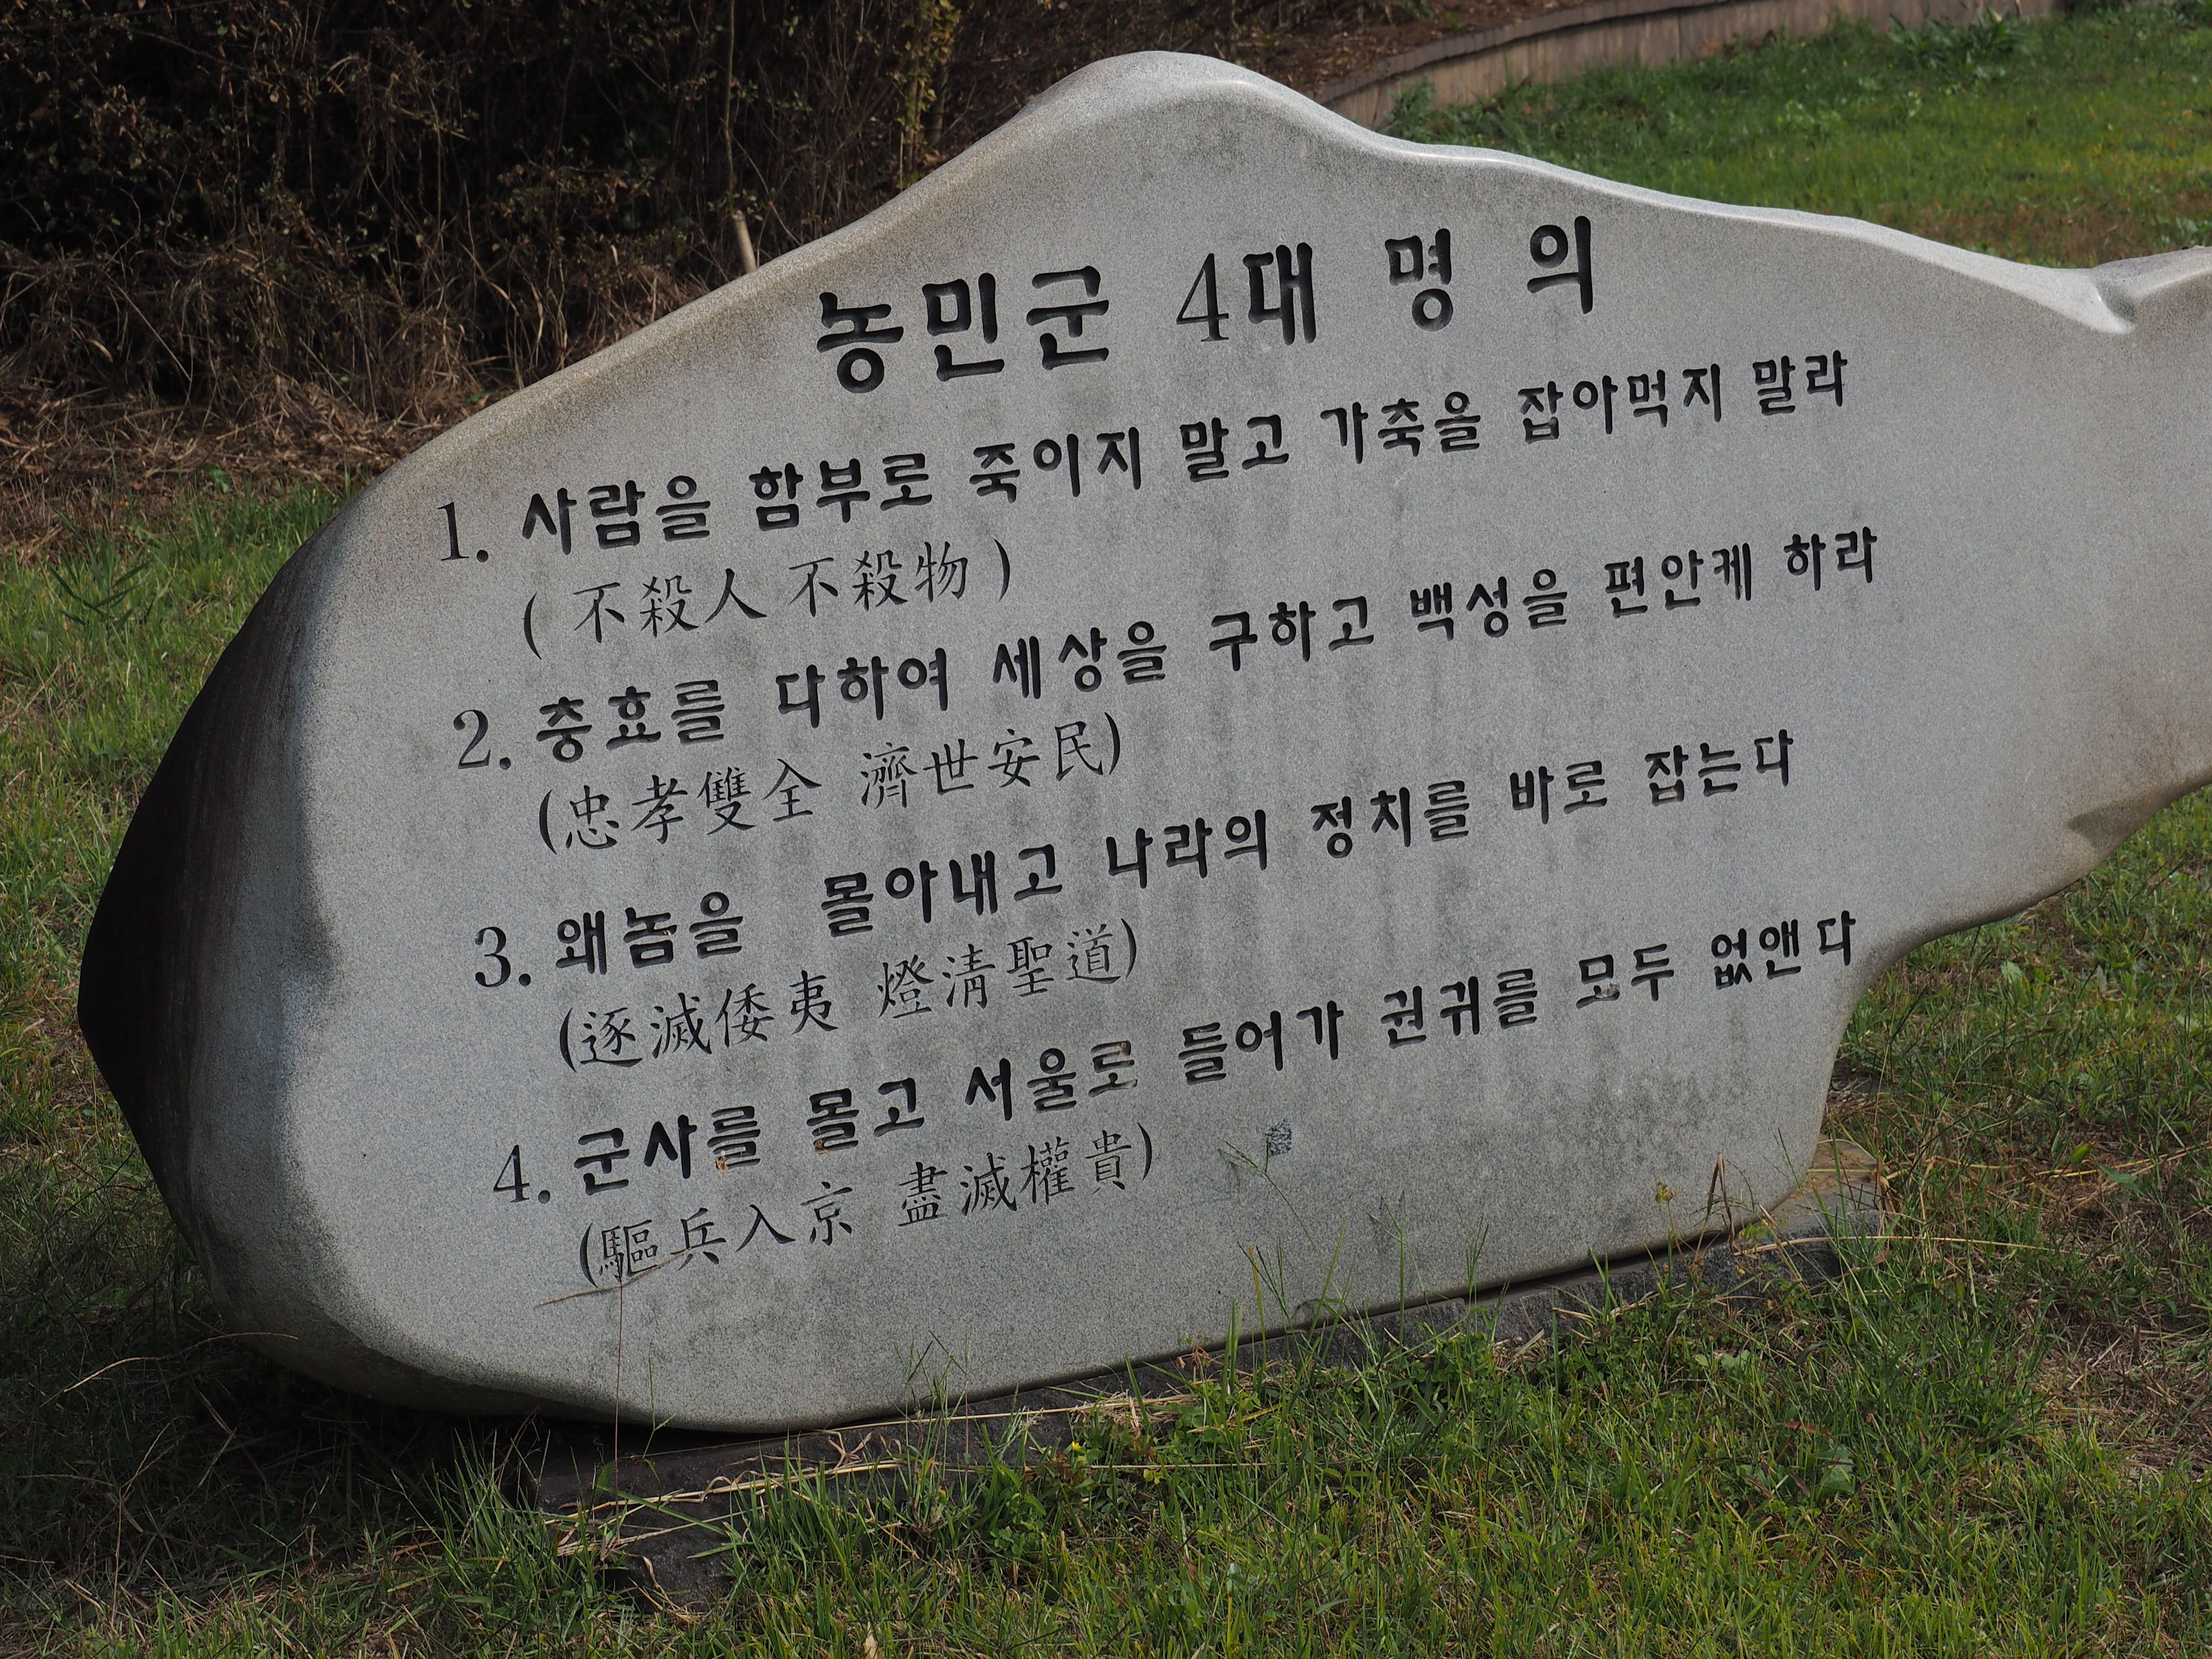 농민군 4대 명 의
1. 사람을 함부로 죽이지 말고 가축을 잡아먹지 말라
( 不殺人 不殺物 )
2. 충효를 다하여 세상을 구하고 백성을 편안케 하라
(忠孝雙全 濟世安民)
3. 왜놈을 몰아내고 나라의 정치를 바로 잡는다
(逐滅倭夷 燈淸聖道)
4. 군사를 몰고 서울로 들어가 권귀를 모두 없앤다
(驅兵入京 盡滅權貴)